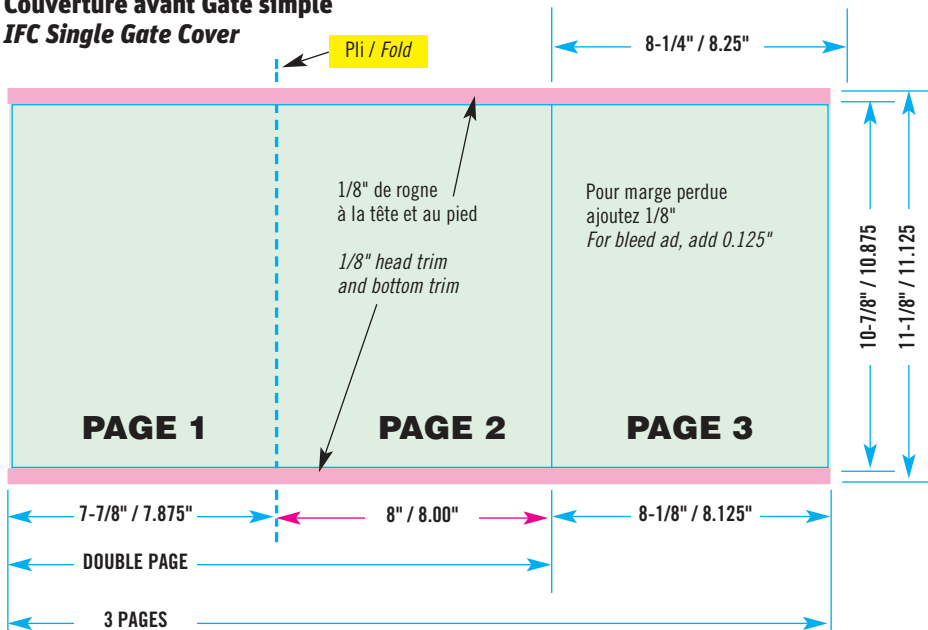 Couverture avant Gate simple
IFC Single Gate Cover
Pli / Fold
8-1/4" / 8.25"
1/8" de rogne
à la tête et au pied
1/8" head trim
and bottom trim
Pour marge perdue
ajoutez 1/8"
For bleed ad, add 0.125"
10-7/8" / 10.875
11-1/8" / 11.125
PAGE 1
PAGE 2
PAGE 3
7-7/8" / 7.875"
8" / 8.00"
8-1/8" / 8.125"
DOUBLE PAGE
3 PAGES